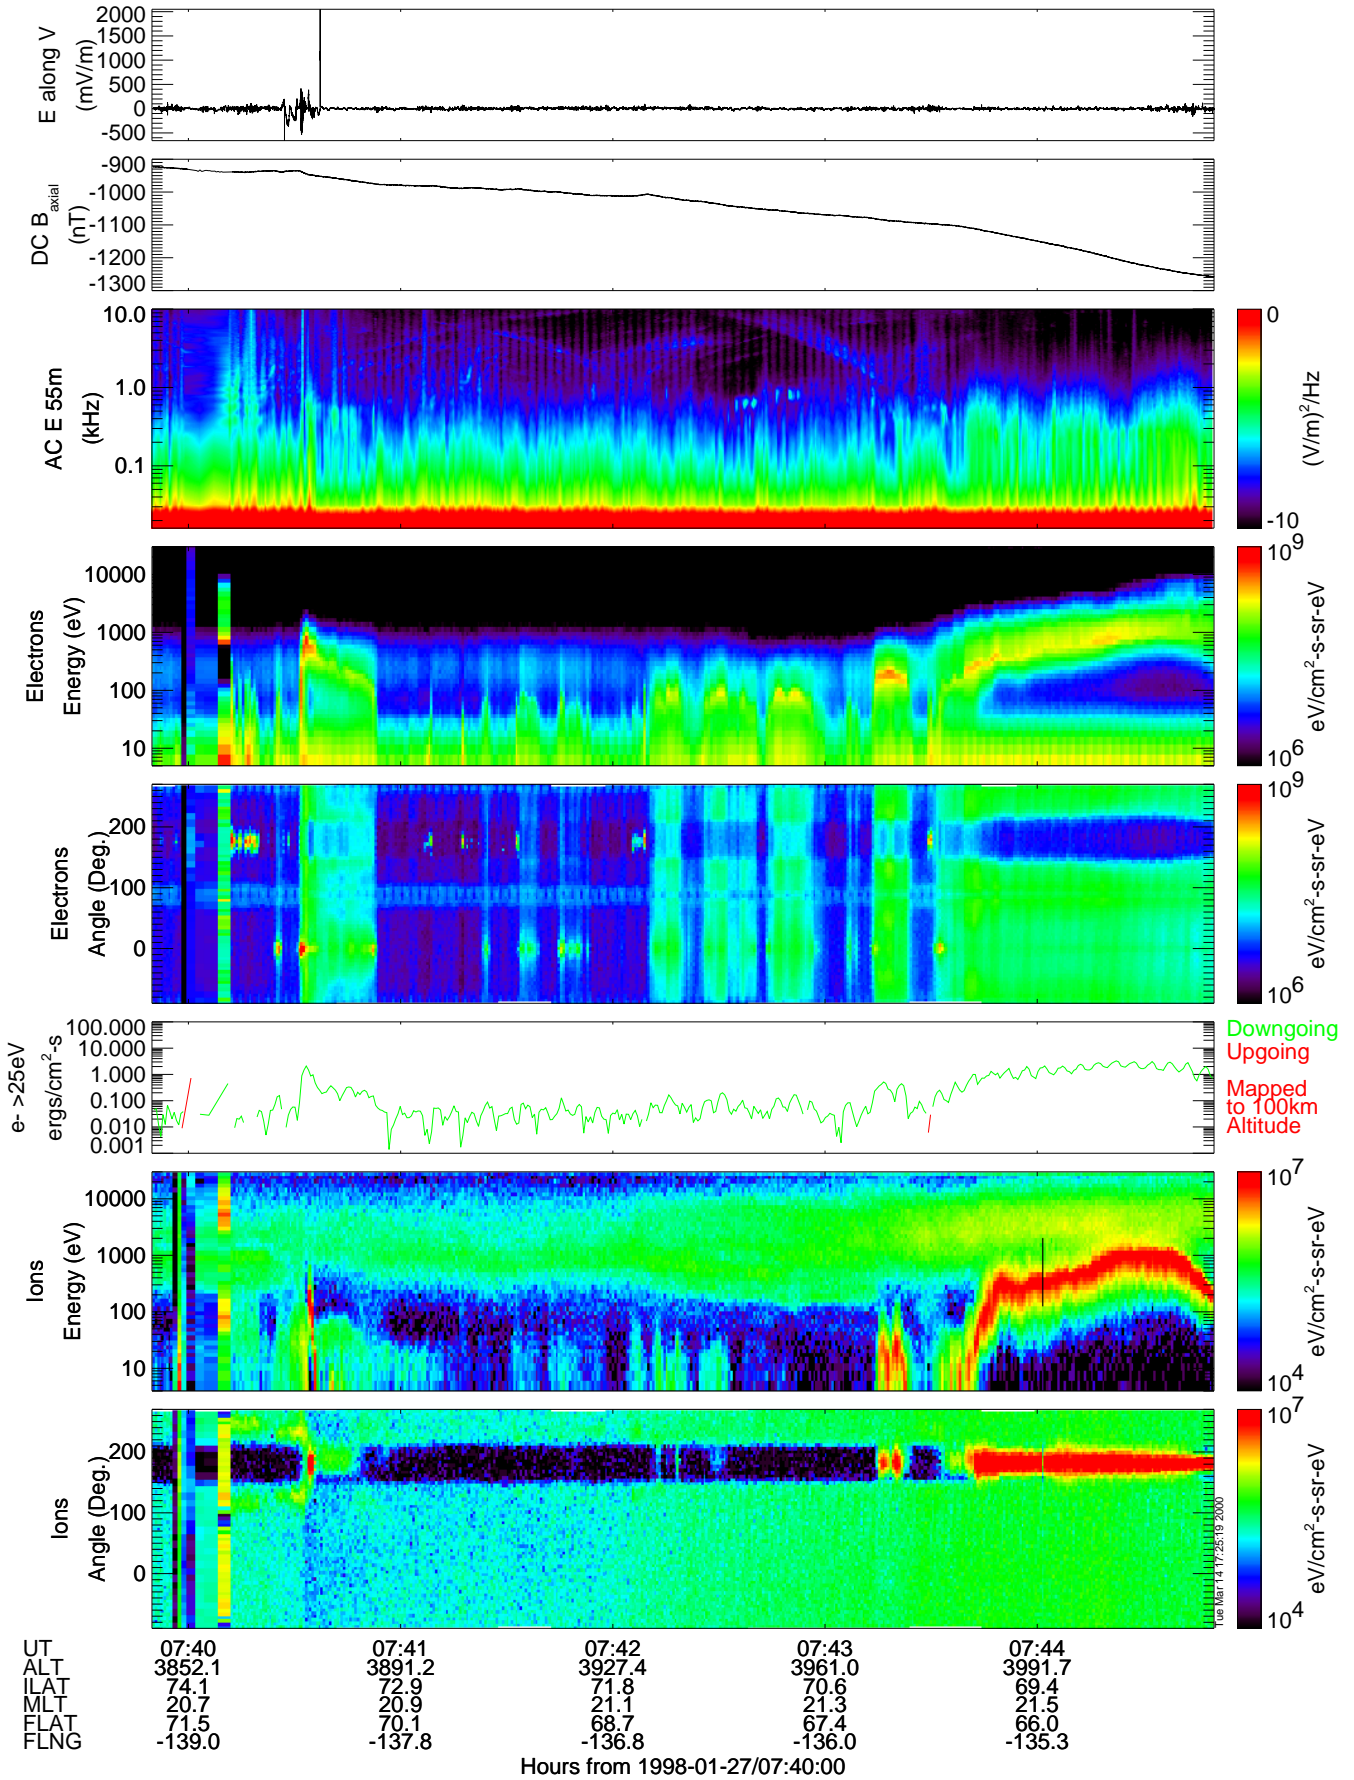 E along V
(mV/m)
2000
1500
1000
500
0
-500
DC B axial
(nT)
-900
-1000
-1100
-1200
-1300
AC E 55m
(kHz)
10.0
1.0
0.1
0
-10
(V/m)²/Hz
Electrons
Energy (eV)
10000
1000
100
10
10⁹
10⁶
eV/cm²-s-sr-eV
Electrons
Angle (Deg.)
200
100
0
10⁹
10⁶
eV/cm²-s-sr-eV
e- >25eV
ergs/cm²-s
100.000
10.000
1.000
0.100
0.010
0.001
Downgoing
Upgoing
Mapped
to 100km
Altitude
Ions
Energy (eV)
10000
1000
100
10
10⁷
10⁴
eV/cm²-s-sr-eV
Ions
Angle (Deg.)
200
100
0
10⁷
10⁴
eV/cm²-s-sr-eV
Tue Mar 14 17:25:19 2000
UT 07:40 07:41 07:42 07:43 07:44
ALT 3852.1 3891.2 3927.4 3961.0 3991.7
ILAT 74.1 72.9 71.8 70.6 69.4
MLT 20.7 20.9 21.1 21.3 21.5
FLAT 71.5 70.1 68.7 67.4 66.0
FLNG -139.0 -137.8 -136.8 -136.0 -135.3
Hours from 1998-01-27/07:40:00